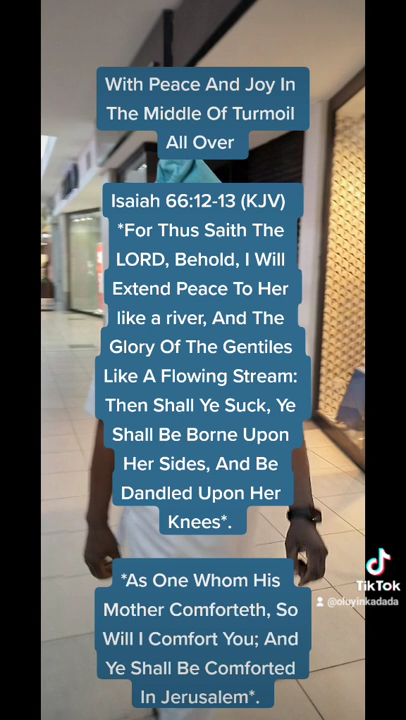 With Peace And Joy In
The Middle Of Turmoil
All Over
Isaiah 66:12-13 (KJV)
*For Thus Saith The
LORD, Behold, I Will
Extend Peace To Her
like a river, And The
Glory Of The Gentiles
Like A Flowing Stream:
Then Shall Ye Suck, Ye
Shall Be Borne Upon
Her Sides, And Be
Dandled Upon Her
Knees*.
*As One Whom His
Mother Comforteth, So
Will I Comfort You; And
Ye Shall Be Comforted
In Jerusalem*.
TikTok
@oluyinkadada